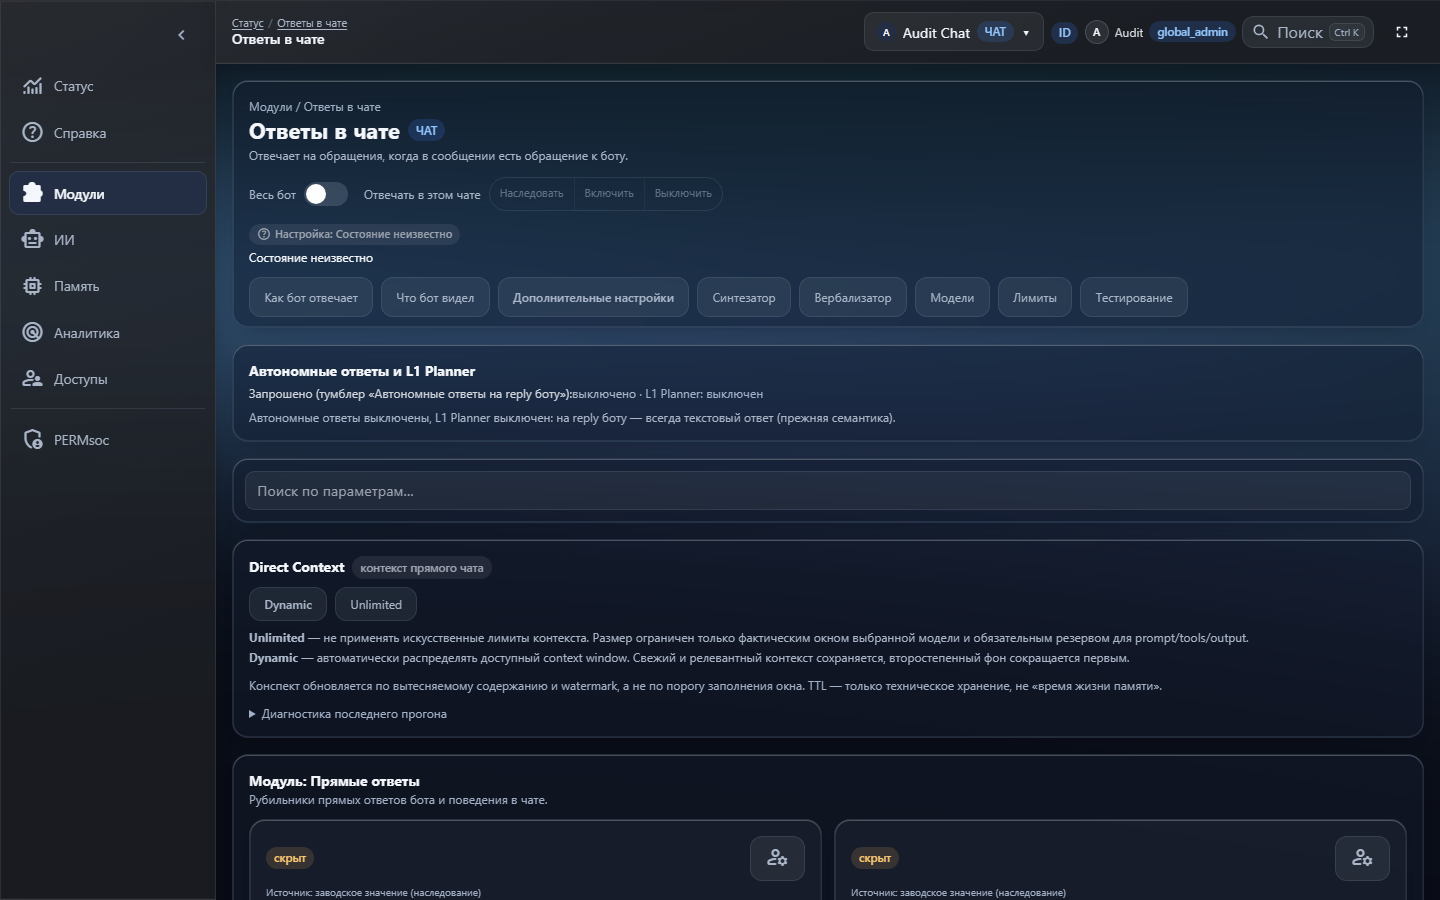 Статус / Ответы в чате
Ответы в чате
A Audit Chat ЧАТ ▾ ID A Audit global_admin Поиск Ctrl K
Статус
Справка
Модули
ИИ
Память
Аналитика
Доступы
PERMsoc
Модули / Ответы в чате
Ответы в чате ЧАТ
Отвечает на обращения, когда в сообщении есть обращение к боту.
Весь бот Отвечать в этом чате Наследовать Включить Выключить
Настройка: Состояние неизвестно
Состояние неизвестно
Как бот отвечает Что бот видел Дополнительные настройки Синтезатор Вербализатор Модели Лимиты Тестирование
Автономные ответы и L1 Planner
Запрошено (тумблер «Автономные ответы на reply боту»):выключено · L1 Planner: выключен
Автономные ответы выключены, L1 Planner выключен: на reply боту — всегда текстовый ответ (прежняя семантика).
Поиск по параметрам...
Direct Context контекст прямого чата
Dynamic Unlimited
Unlimited — не применять искусственные лимиты контекста. Размер ограничен только фактическим окном выбранной модели и обязательным резервом для prompt/tools/output.
Dynamic — автоматически распределять доступный context window. Свежий и релевантный контекст сохраняется, второстепенный фон сокращается первым.
Конспект обновляется по вытесняемому содержанию и watermark, а не по порогу заполнения окна. TTL — только техническое хранение, не «время жизни памяти».
▶ Диагностика последнего прогона
Модуль: Прямые ответы
Рубильники прямых ответов бота и поведения в чате.
скрыт скрыт
Источник: заводское значение (наследование) Источник: заводское значение (наследование)